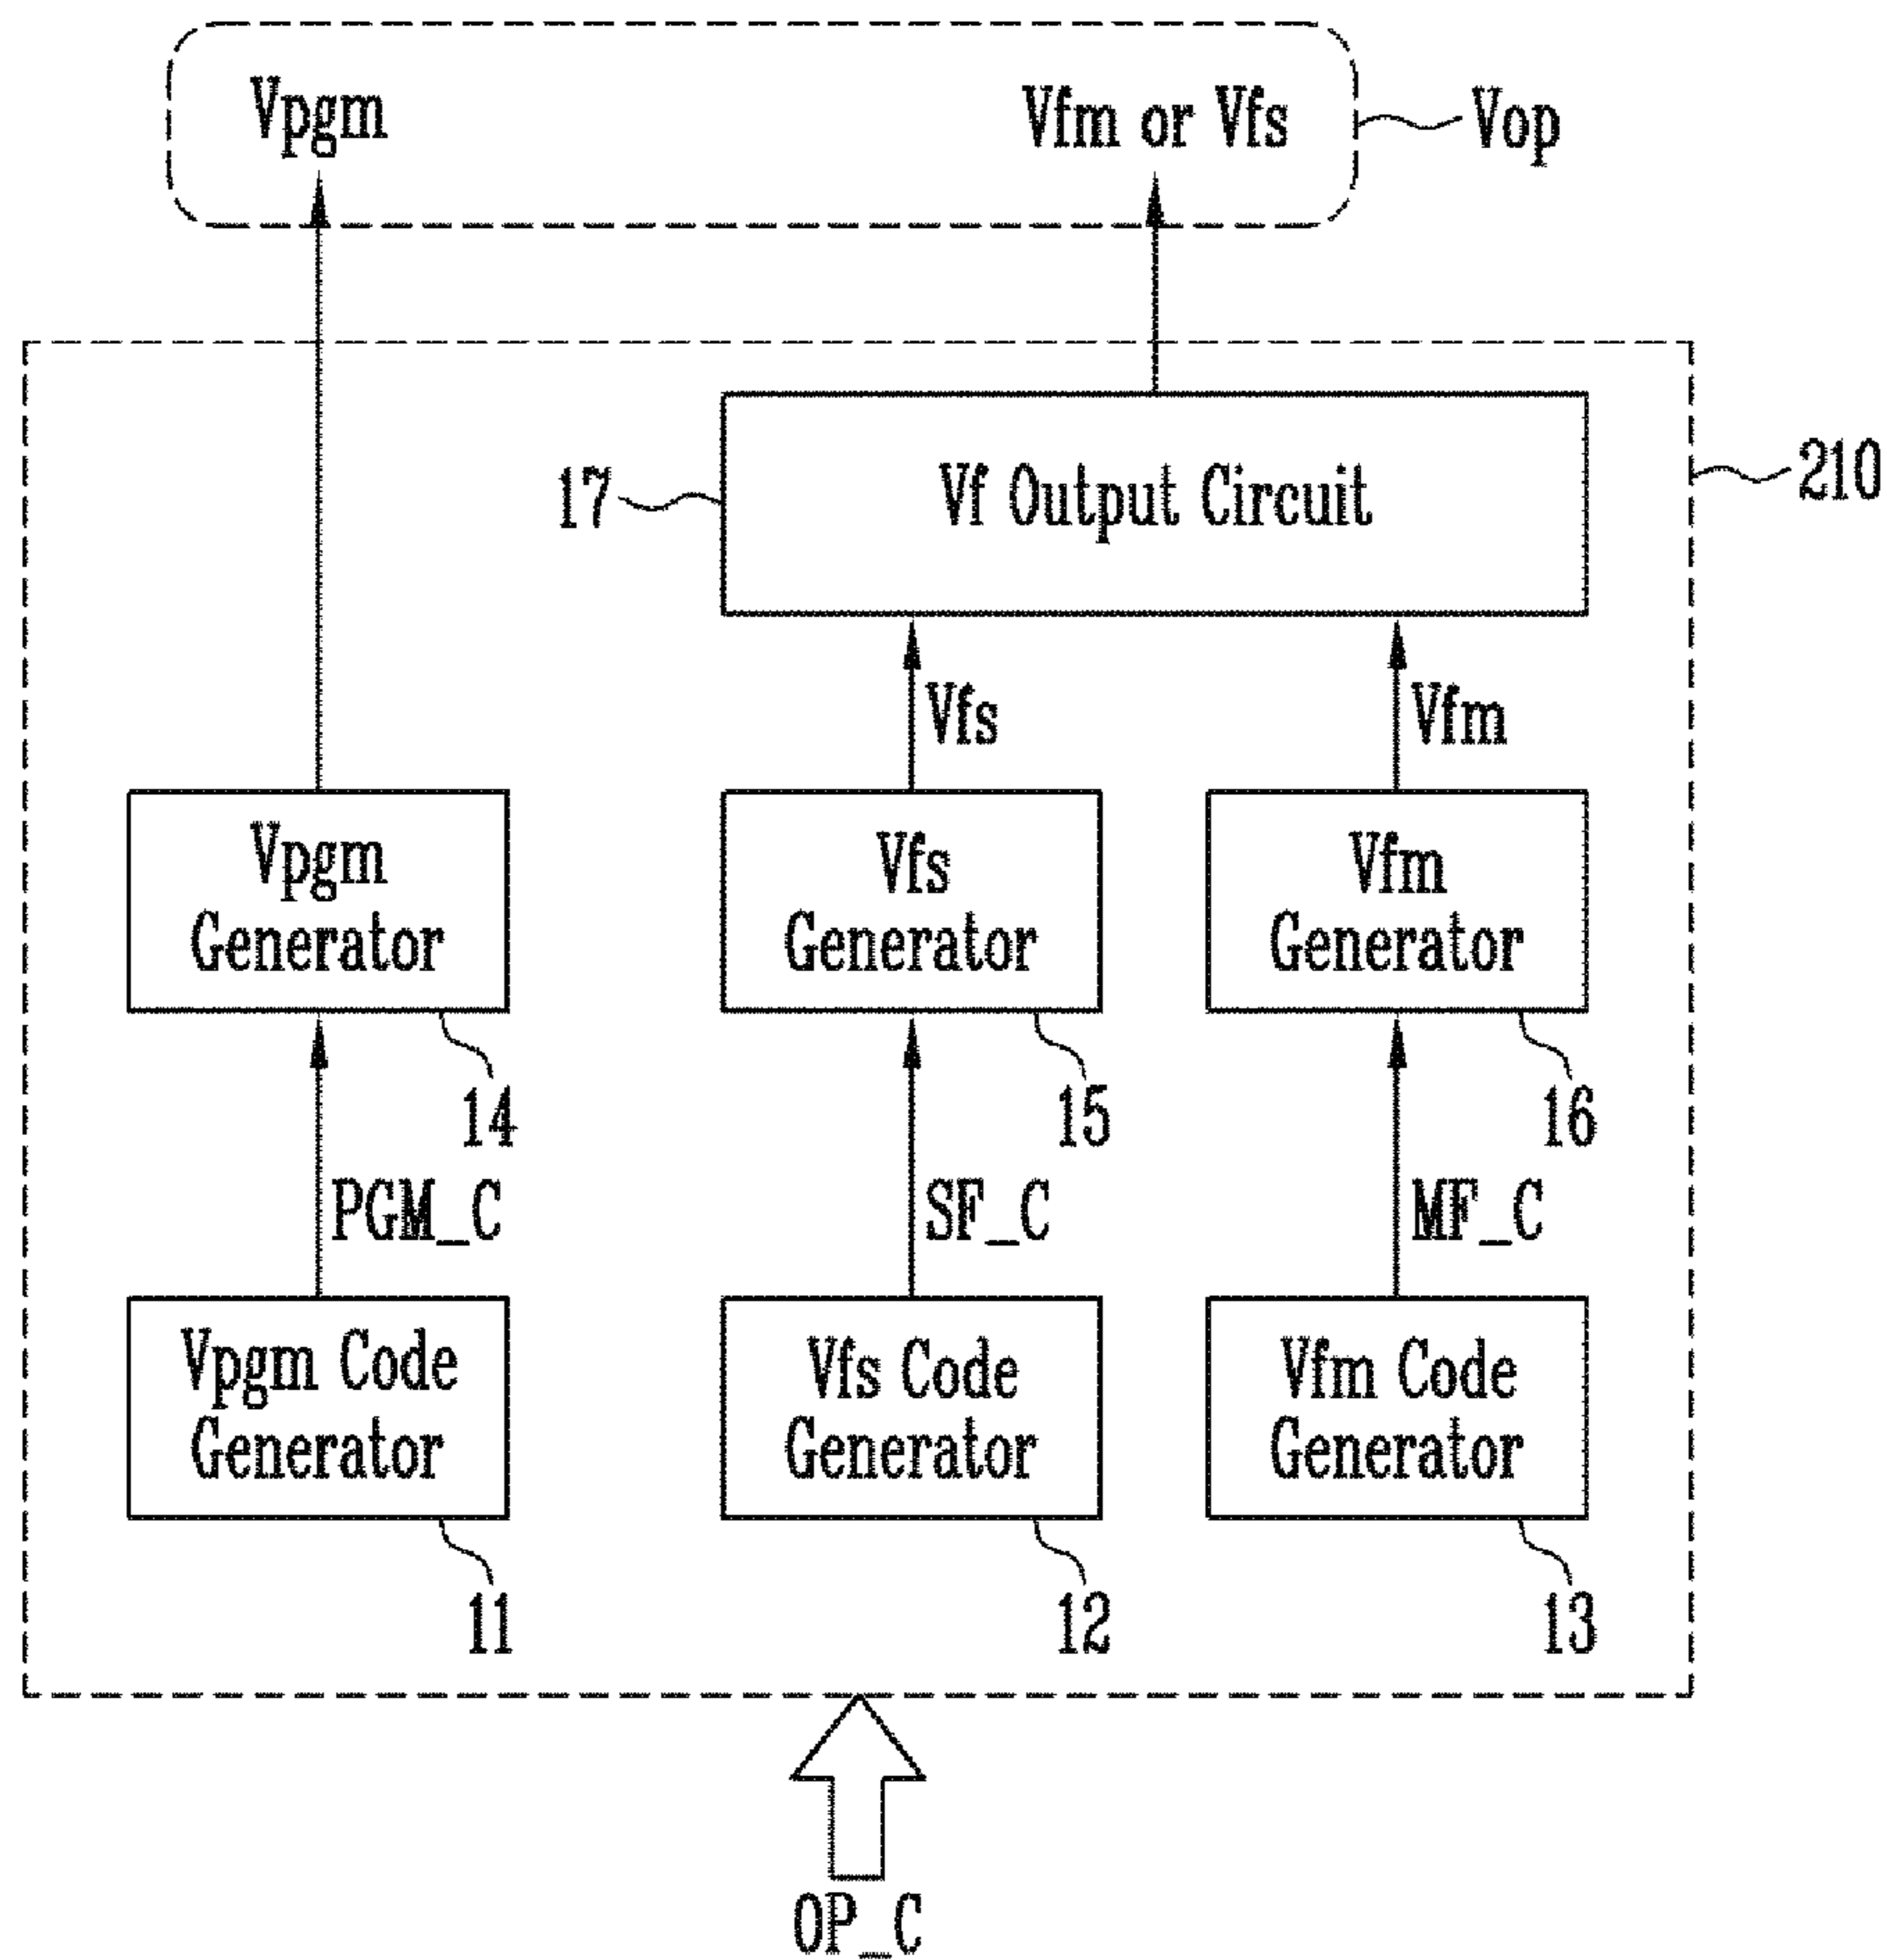 Vpgm
Vfm or Vfs
Vop
210
17
Vf Output Circuit
Vfs
Vfm
Vpgm
Generator
Vfs
Generator
Vfm
Generator
14
15
16
PGM_C
SF_C
MF_C
Vpgm Code
Generator
Vfs Code
Generator
Vfm Code
Generator
11
12
13
OP_C